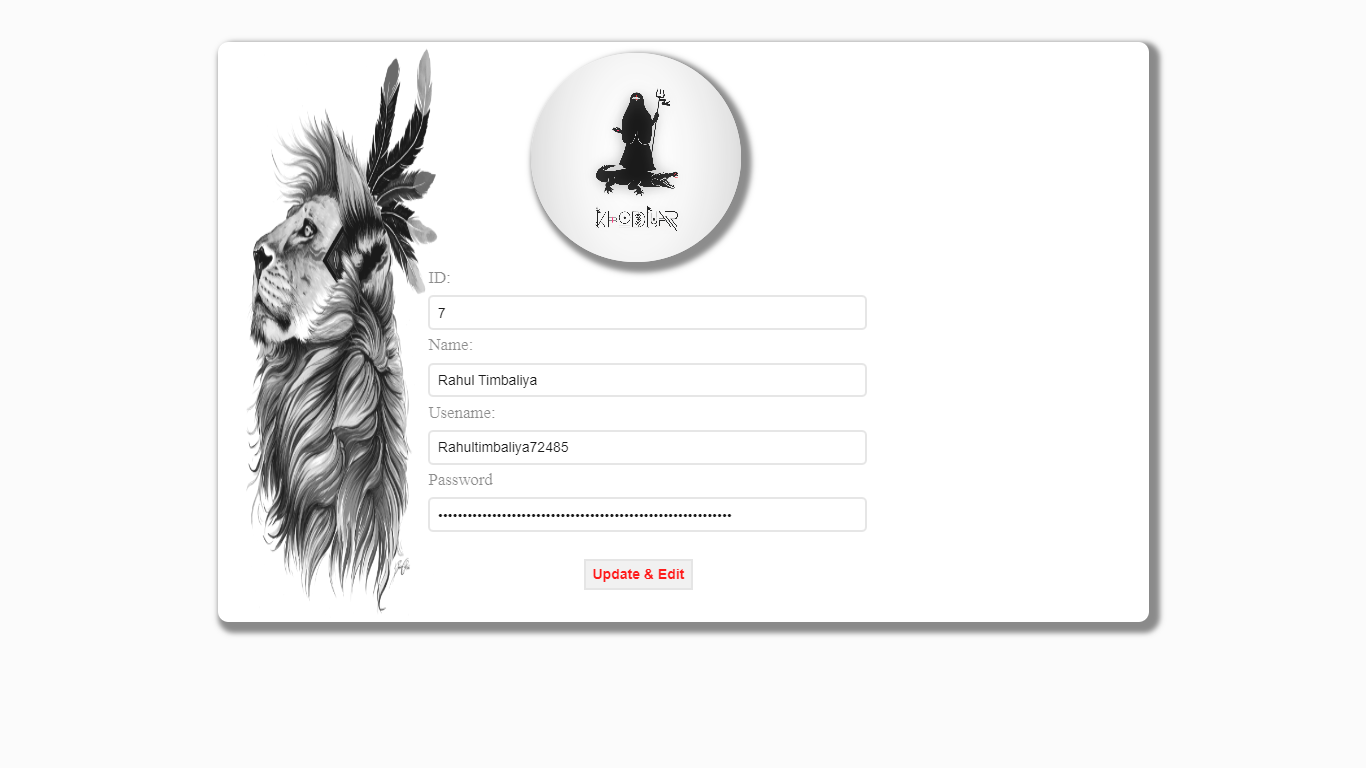 ID:
7
Name:
Rahul Timbaliya
Usename:
Rahultimbaliya72485
Password
Update & Edit